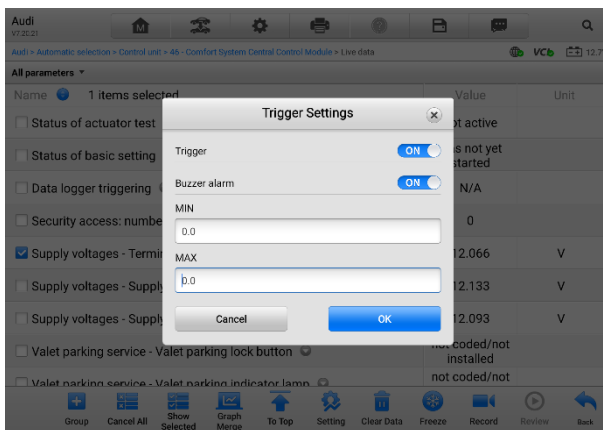 Audi
V7.20.21
Audi > Automatic selection > Control unit > 46 - Comfort System Central Control Module > Live data
VCI
12.7
All parameters
Name 1 items selected Value Unit
Trigger Settings
Status of actuator test ot active
Trigger ON
Status of basic setting s not yet
started
Buzzer alarm ON
Data logger triggering N/A
MIN
Security access: numbe 0
0.0
Supply voltages - Termi 12.066 V
MAX
0.0
Supply voltages - Suppl 12.133 V
Cancel OK
Supply voltages - Suppl 12.093 V
Valet parking service - Valet parking lock button not coded/not
installed
Valet parking service - Valet parking indicator lamp not coded/not
Group Cancel All Show
Selected Graph
Merge To Top Setting Clear Data Freeze Record Review Back